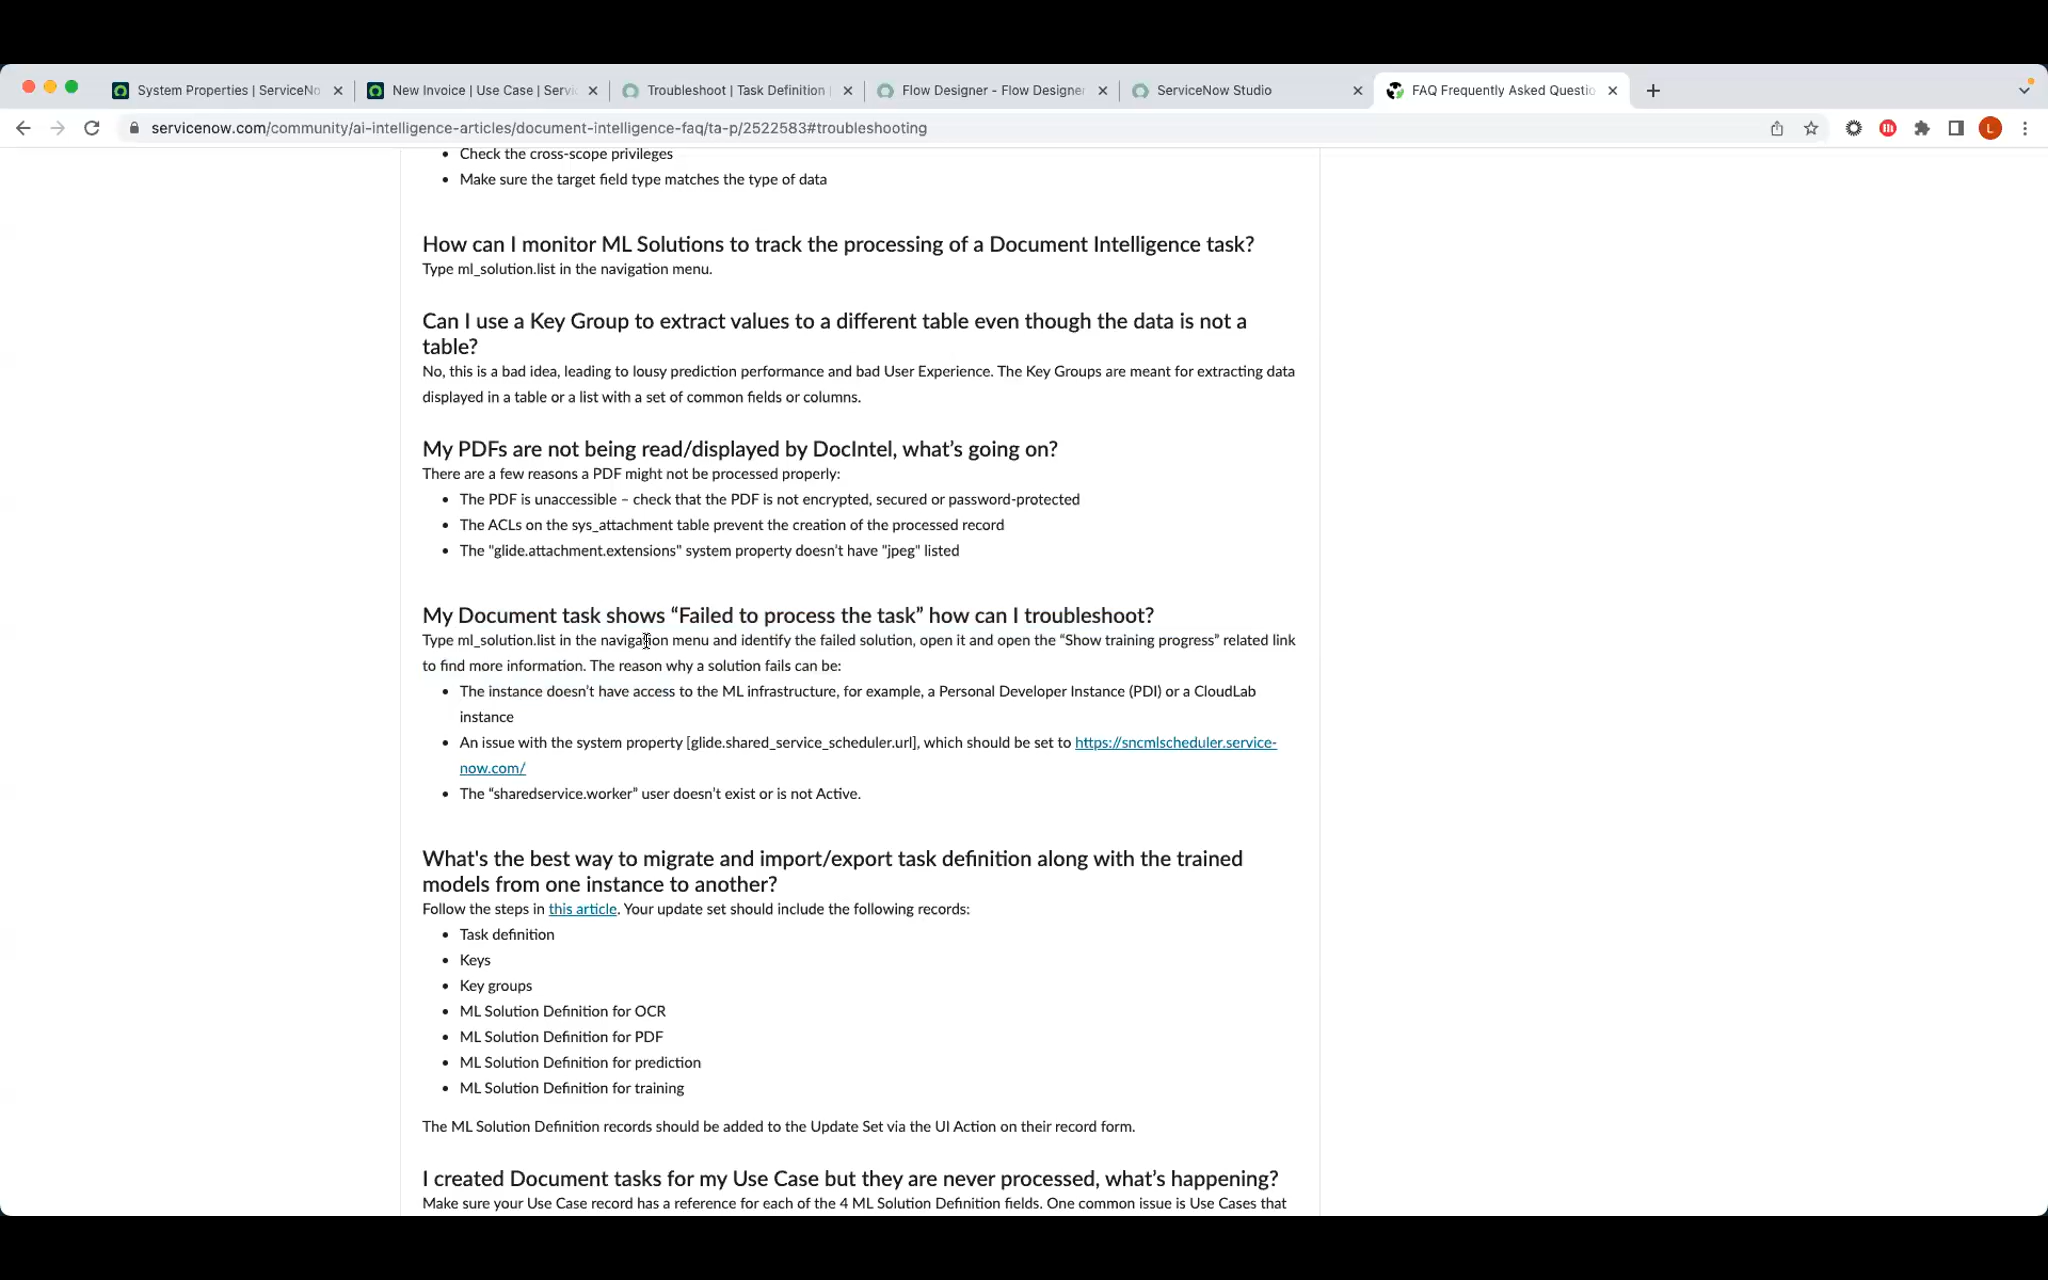 System Properties | ServiceNo
New Invoice | Use Case | Servic
Troubleshoot | Task Definition |
Flow Designer - Flow Designer
ServiceNow Studio
FAQ Frequently Asked Questio
servicenow.com/community/ai-intelligence-articles/document-intelligence-faq/ta-p/2522583#troubleshooting
L
• Check the cross-scope privileges
• Make sure the target field type matches the type of data
How can I monitor ML Solutions to track the processing of a Document Intelligence task?
Type ml_solution.list in the navigation menu.
Can I use a Key Group to extract values to a different table even though the data is not a
table?
No, this is a bad idea, leading to lousy prediction performance and bad User Experience. The Key Groups are meant for extracting data
displayed in a table or a list with a set of common fields or columns.
My PDFs are not being read/displayed by DocIntel, what’s going on?
There are a few reasons a PDF might not be processed properly:
• The PDF is unaccessible – check that the PDF is not encrypted, secured or password-protected
• The ACLs on the sys_attachment table prevent the creation of the processed record
• The "glide.attachment.extensions" system property doesn’t have "jpeg" listed
My Document task shows “Failed to process the task” how can I troubleshoot?
Type ml_solution.list in the navigation menu and identify the failed solution, open it and open the “Show training progress” related link
to find more information. The reason why a solution fails can be:
• The instance doesn’t have access to the ML infrastructure, for example, a Personal Developer Instance (PDI) or a CloudLab
instance
• An issue with the system property [glide.shared_service_scheduler.url], which should be set to https://sncmlscheduler.service-
now.com/
• The “sharedservice.worker” user doesn’t exist or is not Active.
What's the best way to migrate and import/export task definition along with the trained
models from one instance to another?
Follow the steps in this article. Your update set should include the following records:
• Task definition
• Keys
• Key groups
• ML Solution Definition for OCR
• ML Solution Definition for PDF
• ML Solution Definition for prediction
• ML Solution Definition for training
The ML Solution Definition records should be added to the Update Set via the UI Action on their record form.
I created Document tasks for my Use Case but they are never processed, what’s happening?
Make sure your Use Case record has a reference for each of the 4 ML Solution Definition fields. One common issue is Use Cases that